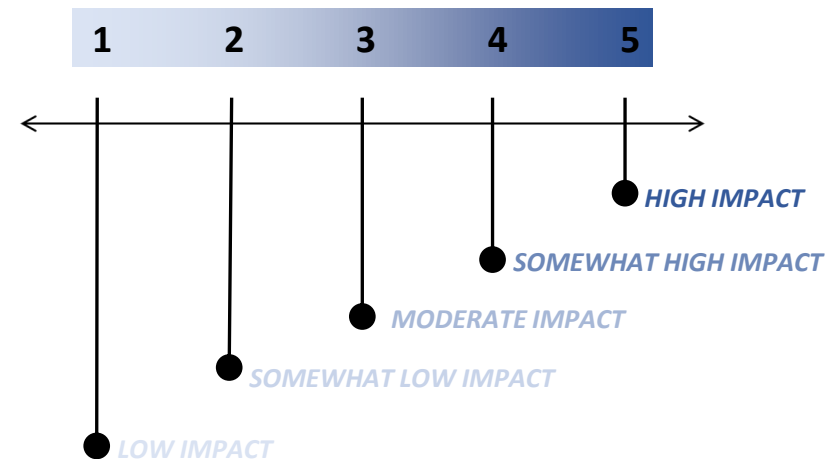 1 2 3 4 5
HIGH IMPACT
SOMEWHAT HIGH IMPACT
MODERATE IMPACT
SOMEWHAT LOW IMPACT
LOW IMPACT